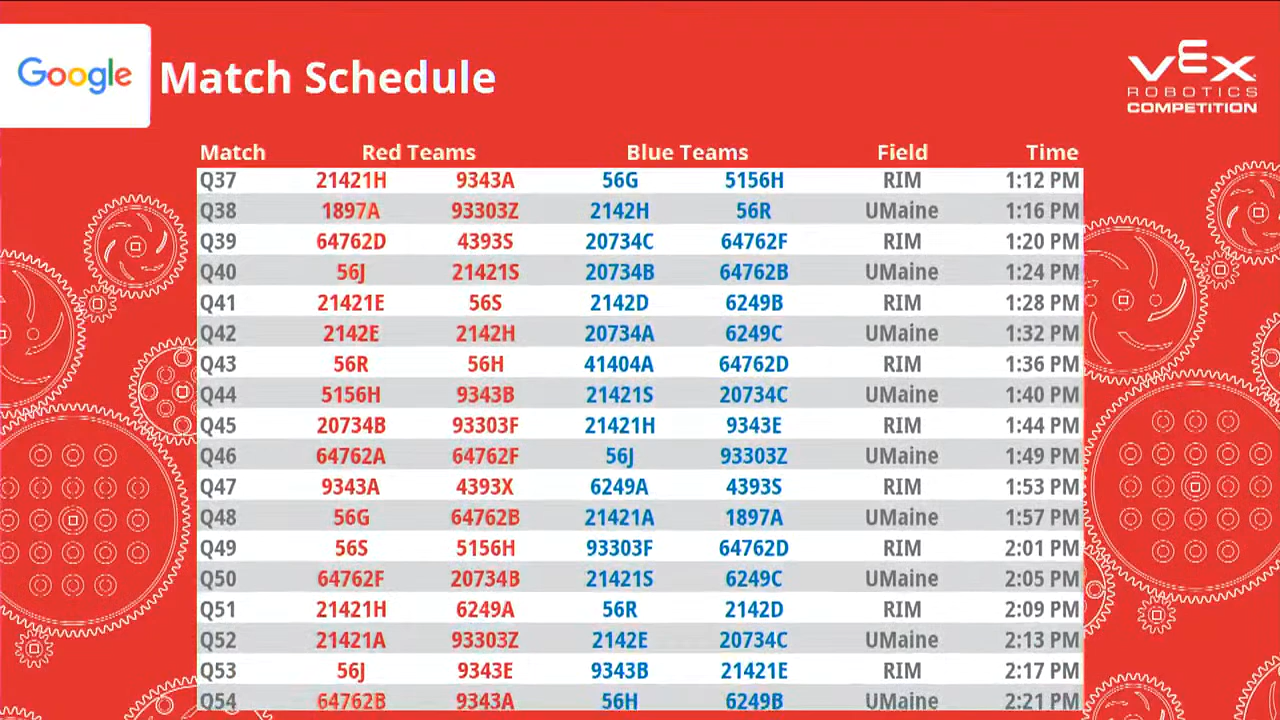 Google Match Schedule
VEX
ROBOTICS
COMPETITION
Match Red Teams Blue Teams Field Time
Q37 21421H 9343A 56G 5156H RIM 1:12 PM
Q38 1897A 93303Z 2142H 56R UMaine 1:16 PM
Q39 64762D 4393S 20734C 64762F RIM 1:20 PM
Q40 56J 21421S 20734B 64762B UMaine 1:24 PM
Q41 21421E 56S 2142D 6249B RIM 1:28 PM
Q42 2142E 2142H 20734A 6249C UMaine 1:32 PM
Q43 56R 56H 41404A 64762D RIM 1:36 PM
Q44 5156H 9343B 21421S 20734C UMaine 1:40 PM
Q45 20734B 93303F 21421H 9343E RIM 1:44 PM
Q46 64762A 64762F 56J 93303Z UMaine 1:49 PM
Q47 9343A 4393X 6249A 4393S RIM 1:53 PM
Q48 56G 64762B 21421A 1897A UMaine 1:57 PM
Q49 56S 5156H 93303F 64762D RIM 2:01 PM
Q50 64762F 20734B 21421S 6249C UMaine 2:05 PM
Q51 21421H 6249A 56R 2142D RIM 2:09 PM
Q52 21421A 93303Z 2142E 20734C UMaine 2:13 PM
Q53 56J 9343E 9343B 21421E RIM 2:17 PM
Q54 64762B 9343A 56H 6249B UMaine 2:21 PM